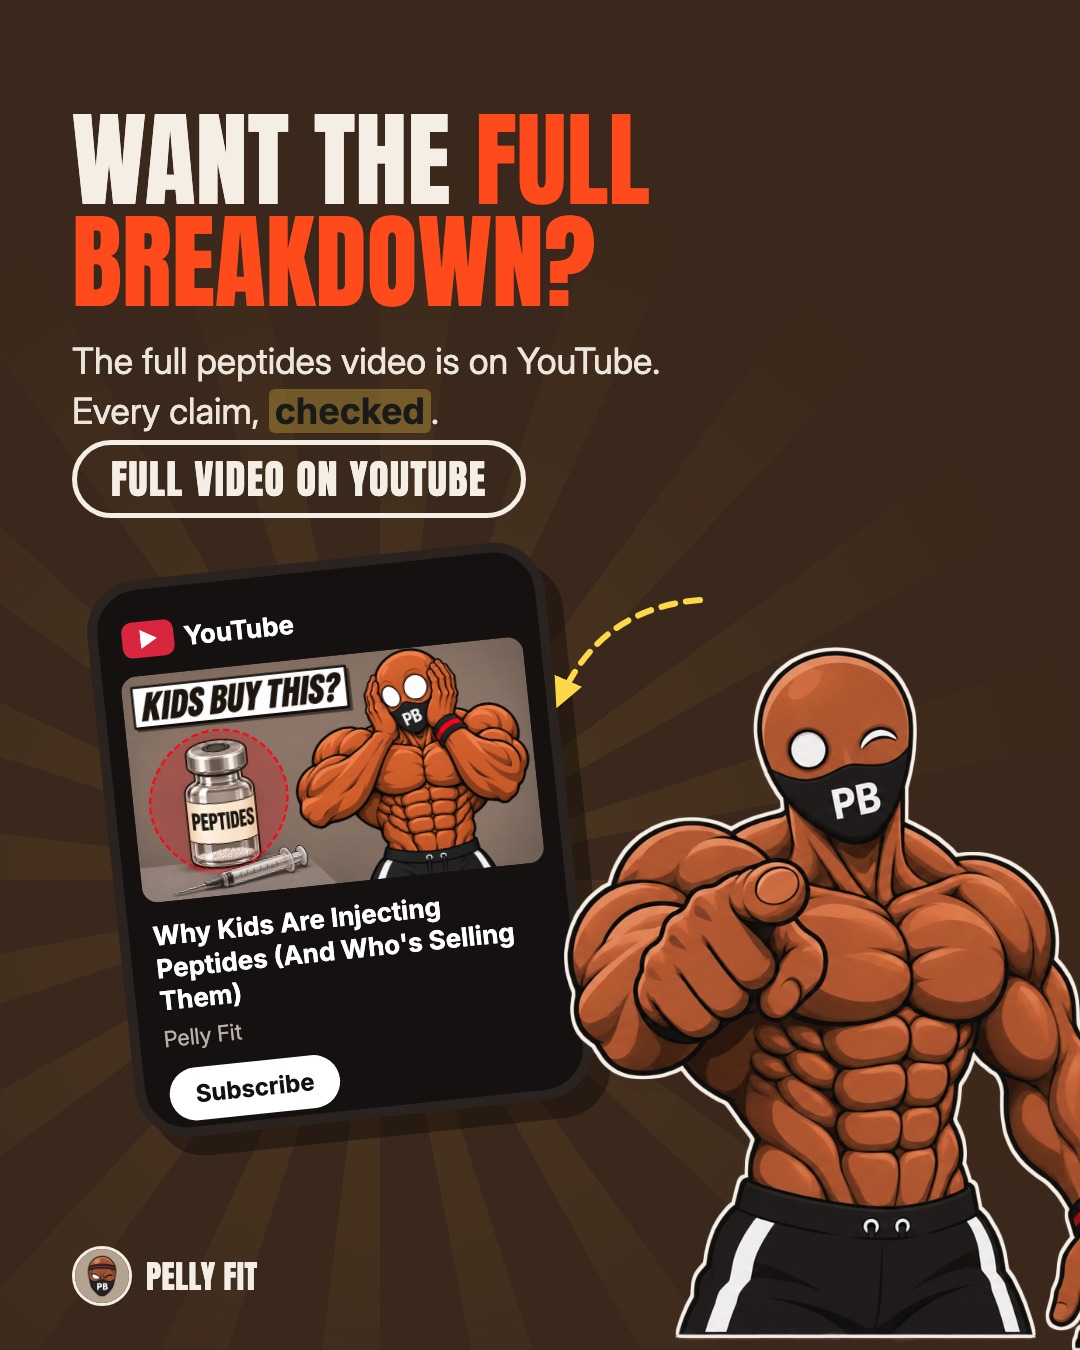 WANT THE FULL
BREAKDOWN?
The full peptides video is on YouTube.
Every claim, checked.
FULL VIDEO ON YOUTUBE
YouTube
KIDS BUY THIS?
PB
PEPTIDES
Why Kids Are Injecting
Peptides (And Who's Selling
Them)
Pelly Fit
Subscribe
PB
PB
PELLY FIT